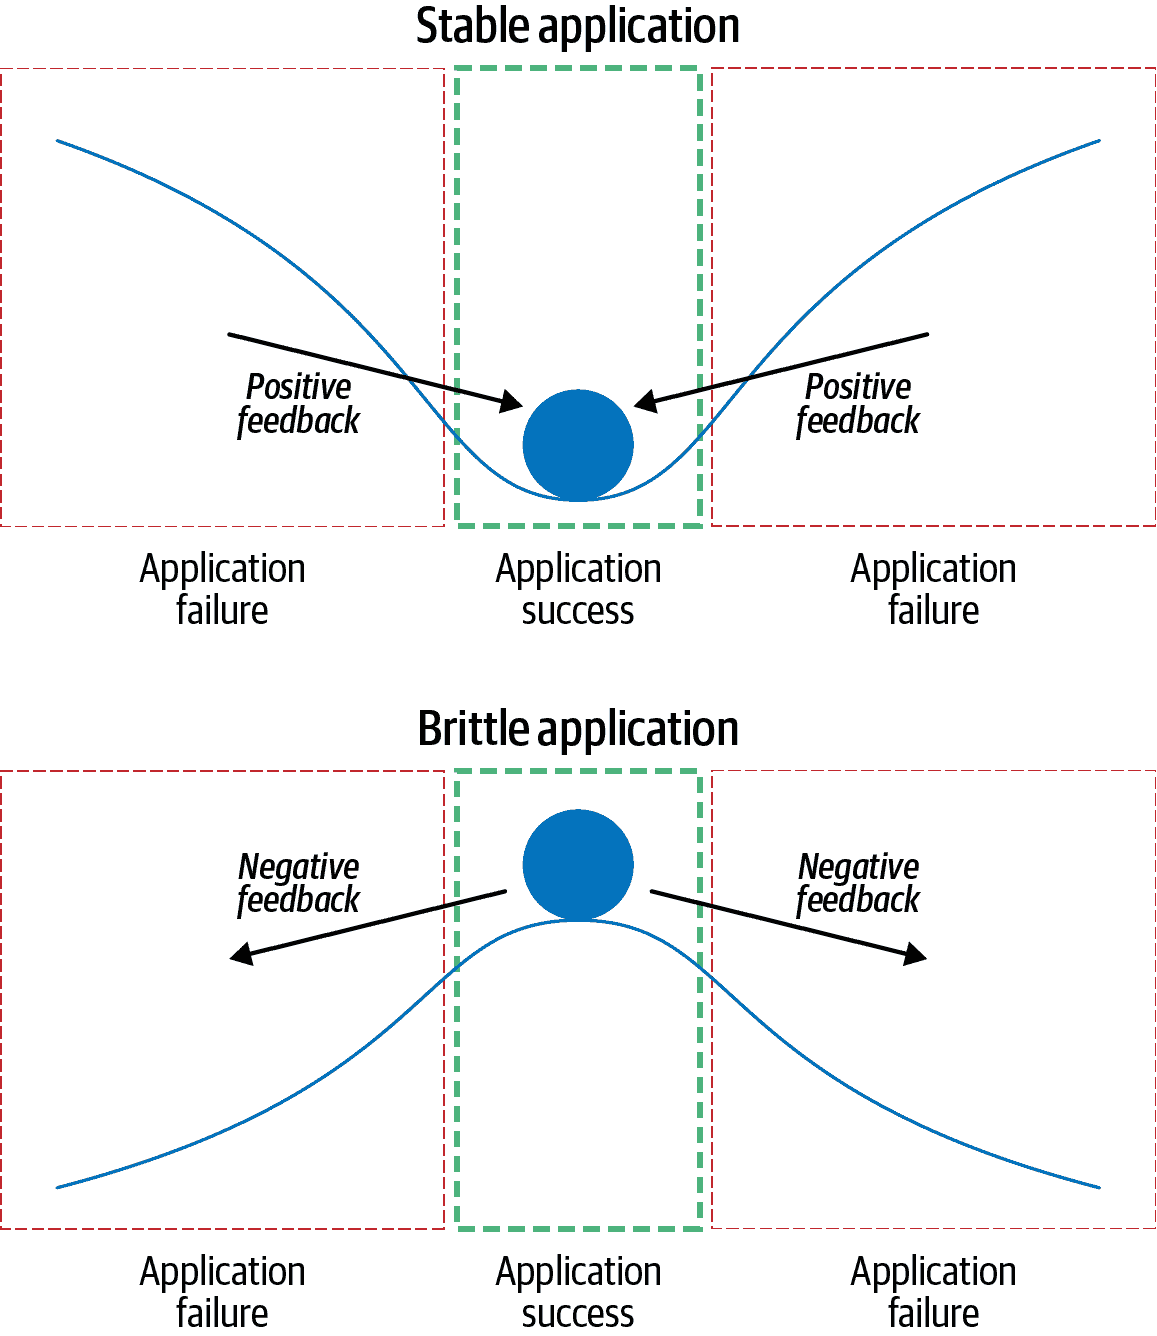 Stable application
Positive
feedback
Positive
feedback
Application
failure
Application
success
Application
failure
Brittle application
Negative
feedback
Negative
feedback
Application
failure
Application
success
Application
failure